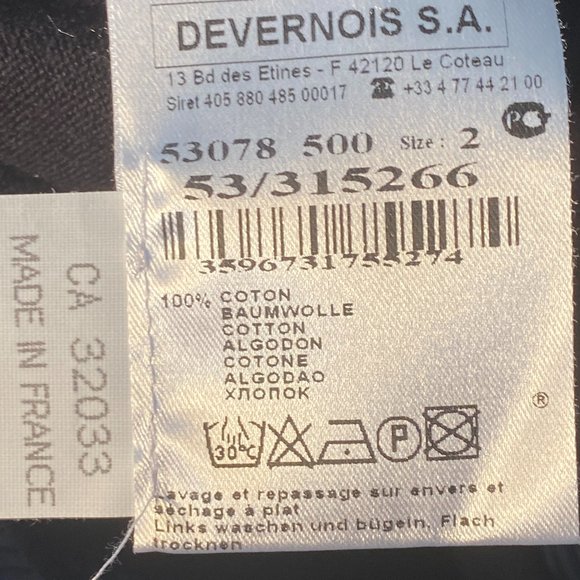 DEVERNOIS S.A.
13 Bd des Etines - F 42120 Le Coteau
Siret 405 880 485 00017 ☎ +33 4 77 44 21 00
53078 500 Size: 2
53/315266
3596731755274
100% COTON
BAUMWOLLE
COTTON
ALGODON
COTONE
ALGODAO
ХЛОПОК
®
30°C
P
Lavage et repassage sur envers et
séchage à plat
Links waschen und bügeln, Flach
trocknen
CA 32033
MADE IN FRANCE